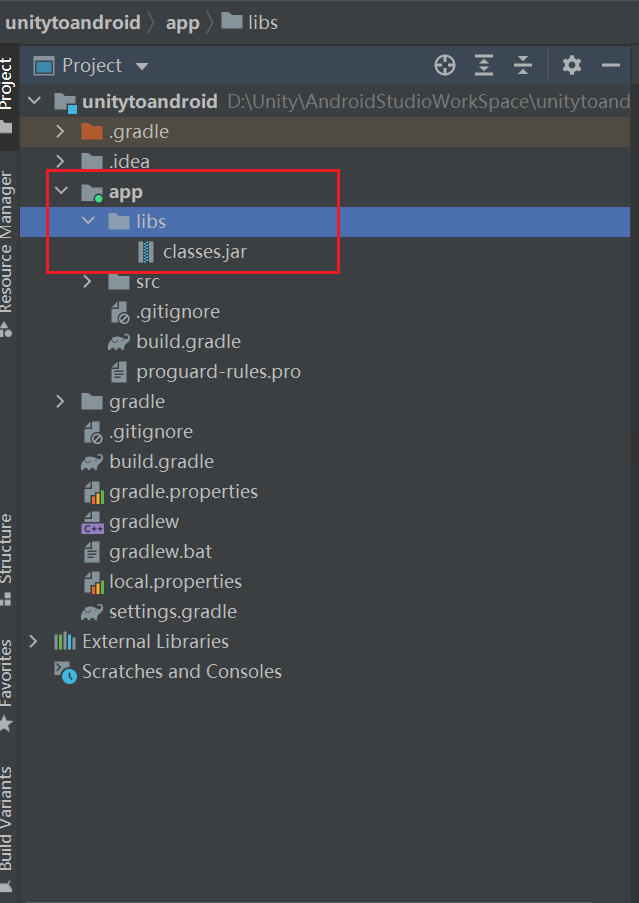 unitytoandroid app libs
Project
unitytoandroid D:\Unity\AndroidStudioWorkSpace\unitytoand
.gradle
.idea
app
libs
classes.jar
src
.gitignore
build.gradle
proguard-rules.pro
gradle
.gitignore
build.gradle
gradle.properties
C++ gradlew
gradlew.bat
local.properties
settings.gradle
External Libraries
Scratches and Consoles
Project
Resource Manager
Structure
Favorites
Build Variants